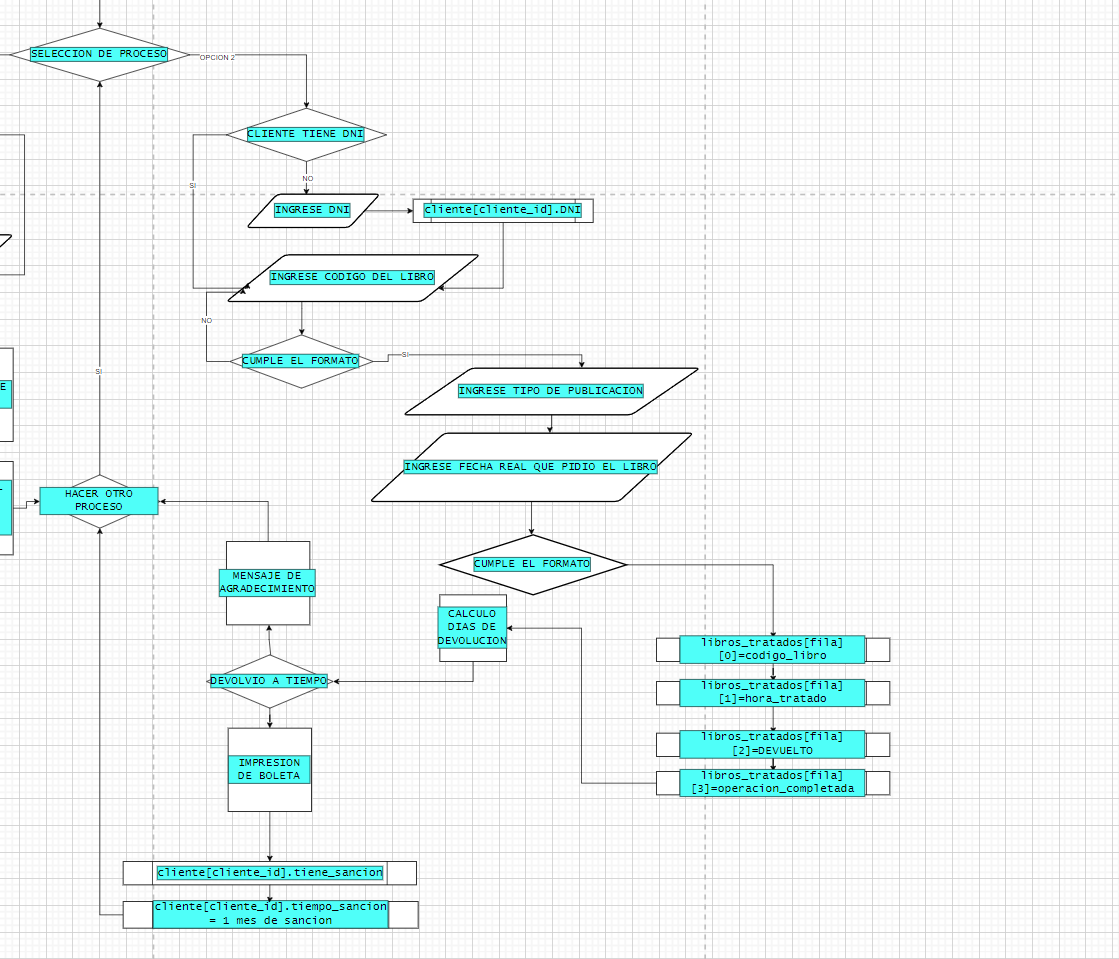 SELECCION DE PROCESO
OPCION 2
CLIENTE TIENE DNI
SI
NO
INGRESE DNI
cliente[cliente_id].DNI
INGRESE CODIGO DEL LIBRO
NO
CUMPLE EL FORMATO
SI
SI
INGRESE TIPO DE PUBLICACION
E
INGRESE FECHA REAL QUE PIDIO EL LIBRO
HACER OTRO
PROCESO
CUMPLE EL FORMATO
MENSAJE DE
AGRADECIMIENTO
CALCULO
DIAS DE
DEVOLUCION
libros_tratados[fila]
[0]=codigo_libro
DEVOLVIO A TIEMPO
libros_tratados[fila]
[1]=hora_tratado
libros_tratados[fila]
[2]=DEVUELTO
IMPRESION
DE BOLETA
libros_tratados[fila]
[3]=operacion_completada
cliente[cliente_id].tiene_sancion
cliente[cliente_id].tiempo_sancion
= 1 mes de sancion